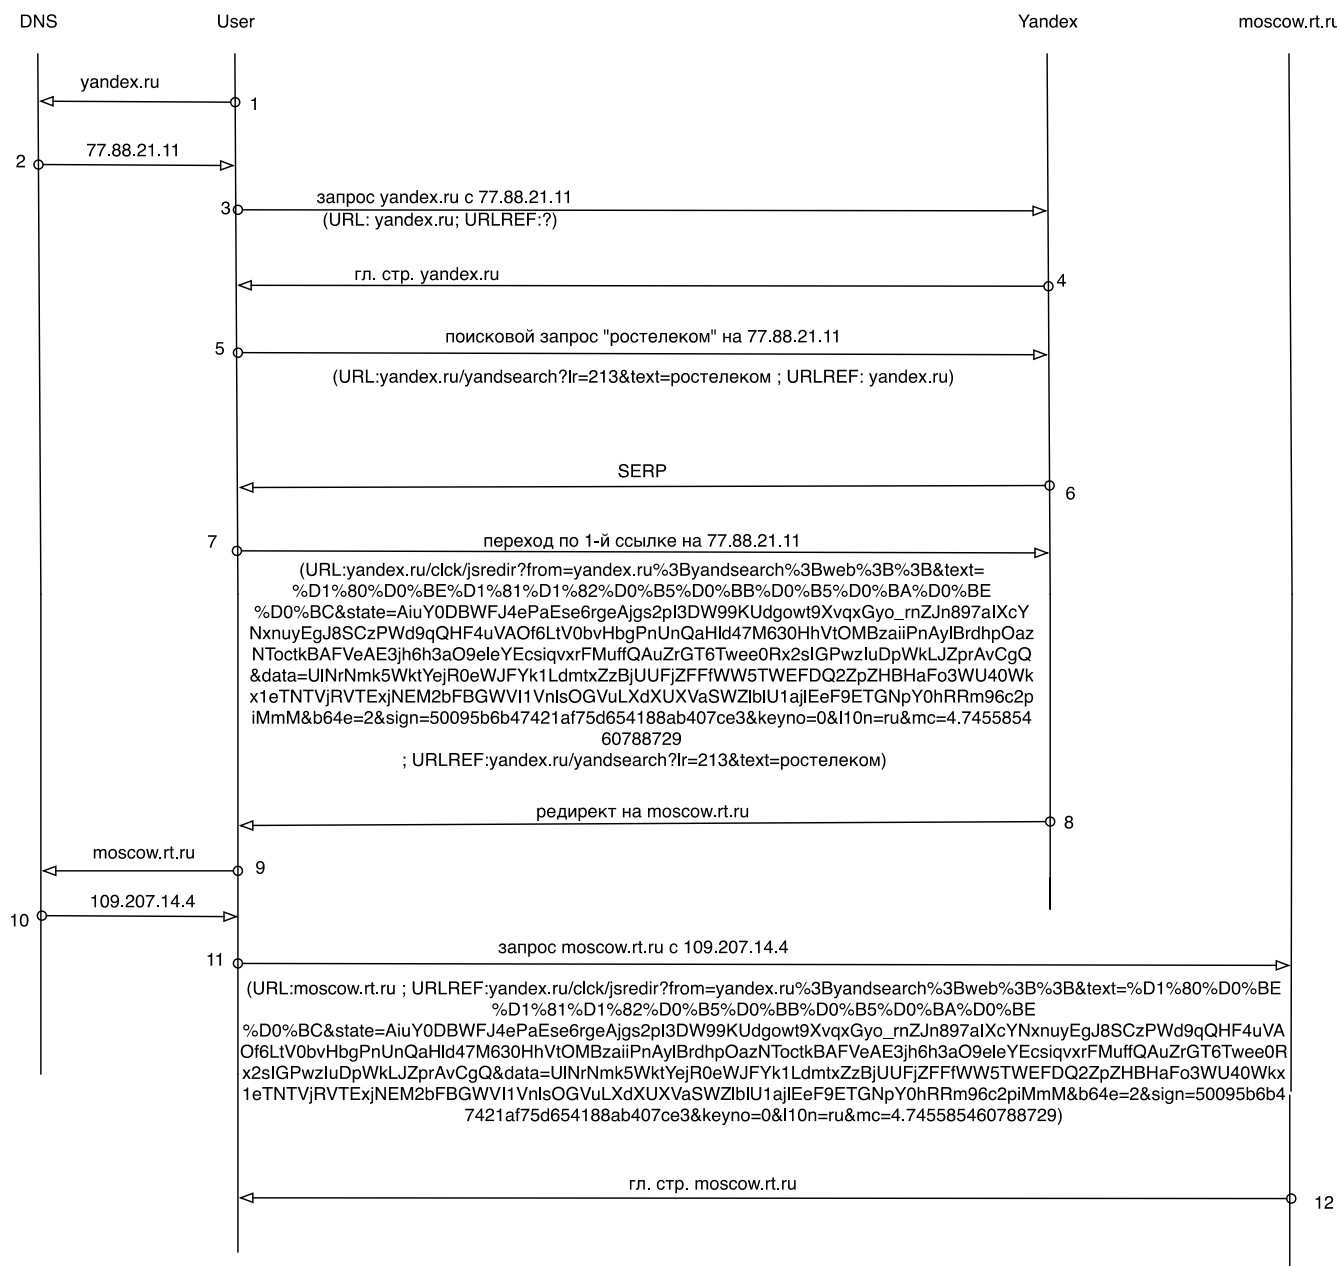 DNS
User
Yandex
moscow.rt.ru
yandex.ru
1
2
77.88.21.11
запрос yandex.ru с 77.88.21.11
3
(URL: yandex.ru; URLREF:?)
гл. стр. yandex.ru
4
поисковой запрос "ростелеком" на 77.88.21.11
5
(URL:yandex.ru/yandsearch?lr=213&text=ростелеком ; URLREF: yandex.ru)
SERP
6
7
переход по 1-й ссылке на 77.88.21.11
(URL:yandex.ru/clck/jsredir?from=yandex.ru%3Byandsearch%3Bweb%3B%3B&text=
%D1%80%D0%BE%D1%81%D1%82%D0%B5%D0%BB%D0%B5%D0%BA%D0%BE
%D0%BC&state=AiuY0DBWFJ4ePaEse6rgeAjgs2pI3DW99KUdgowt9XvqxGyo_rnZJn897aIXcY
NxnuyEgJ8SCzPWd9qQHF4uVAOf6LtV0bvHbgPnUnQaHld47M630HhVtOMBzaiiPnAyIBrdhpOaz
NToctkBAFVeAE3jh6h3aO9eleYEcsiqvxrFMuffQAuZrGT6Twee0Rx2sIGPwzIuDpWkLJZprAvCgQ
&data=UlNrNmk5WktYejR0eWJFYk1LdmtxZzBjUUFjZFFfWW5TWEFDQ2ZpZHBHaFo3WU40Wk
x1eTNTVjRVTExjNEM2bFBGWVI1VnlsOGVuLXdXUXVaSWZlblU1ajlEeF9ETGNpY0hRRm96c2p
iMmM&b64e=2&sign=50095b6b47421af75d654188ab407ce3&keyno=0&l10n=ru&mc=4.7455854
60788729
; URLREF:yandex.ru/yandsearch?lr=213&text=ростелеком)
редирект на moscow.rt.ru
8
moscow.rt.ru
9
109.207.14.4
10
запрос moscow.rt.ru с 109.207.14.4
11
(URL:moscow.rt.ru ; URLREF:yandex.ru/clck/jsredir?from=yandex.ru%3Byandsearch%3Bweb%3B%3B&text=%D1%80%D0%BE
%D1%81%D1%82%D0%B5%D0%BB%D0%B5%D0%BA%D0%BE
%D0%BC&state=AiuY0DBWFJ4ePaEse6rgeAjgs2pI3DW99KUdgowt9XvqxGyo_rnZJn897aIXcYNxnuyEgJ8SCzPWd9qQHF4uVA
Of6LtV0bvHbgPnUnQaHld47M630HhVtOMBzaiiPnAyIBrdhpOazNToctkBAFVeAE3jh6h3aO9eleYEcsiqvxrFMuffQAuZrGT6Twee0R
x2sIGPwzIuDpWkLJZprAvCgQ&data=UlNrNmk5WktYejR0eWJFYk1LdmtxZzBjUUFjZFFfWW5TWEFDQ2ZpZHBHaFo3WU40Wkx
1eTNTVjRVTExjNEM2bFBGWVI1VnlsOGVuLXdXUXVaSWZlblU1ajlEeF9ETGNpY0hRRm96c2piMmM&b64e=2&sign=50095b6b4
7421af75d654188ab407ce3&keyno=0&l10n=ru&mc=4.745585460788729)
гл. стр. moscow.rt.ru
12